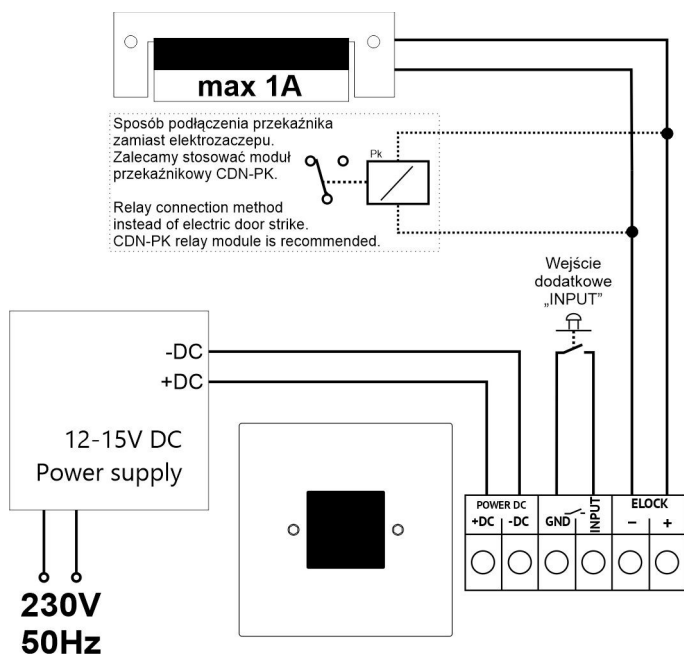 max 1A
Sposób podłączenia przekaźnika
zamiast elektrozaczepu.
Zalecamy stosować moduł
przekaźnikowy CDN-PK.
Pk
Relay connection method
instead of electric door strike.
CDN-PK relay module is recommended.
Wejście
dodatkowe
„INPUT”
-DC
+DC
12-15V DC
Power supply
230V
50Hz
POWER DC
+DC -DC
GND
INPUT
ELOCK
– +